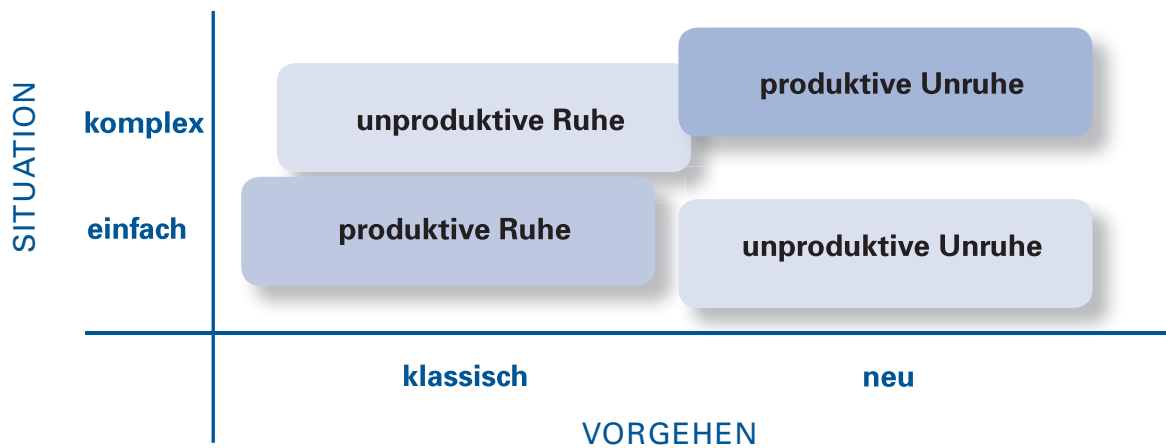 SITUATION
komplex
einfach
unproduktive Ruhe
produktive Unruhe
produktive Ruhe
unproduktive Unruhe
klassisch
neu
VORGEHEN